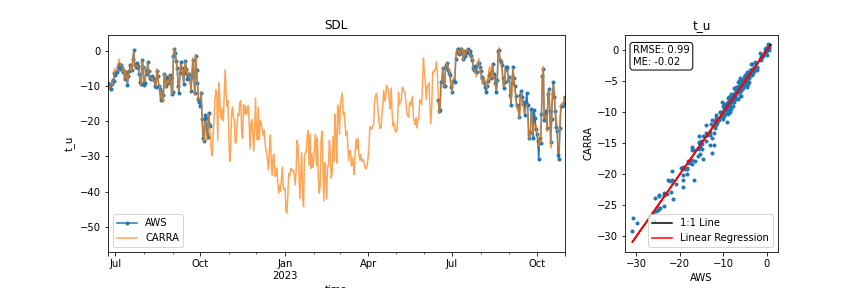 SDL
t_u
0
−10
−20
−30
−40
−50
t_u
AWS
CARRA
Jul
Oct
Jan
2023
Apr
Jul
Oct
t_u
RMSE: 0.99
ME: -0.02
0
−5
−10
−15
−20
−25
−30
CARRA
1:1 Line
Linear Regression
−30
−20
−10
0
AWS